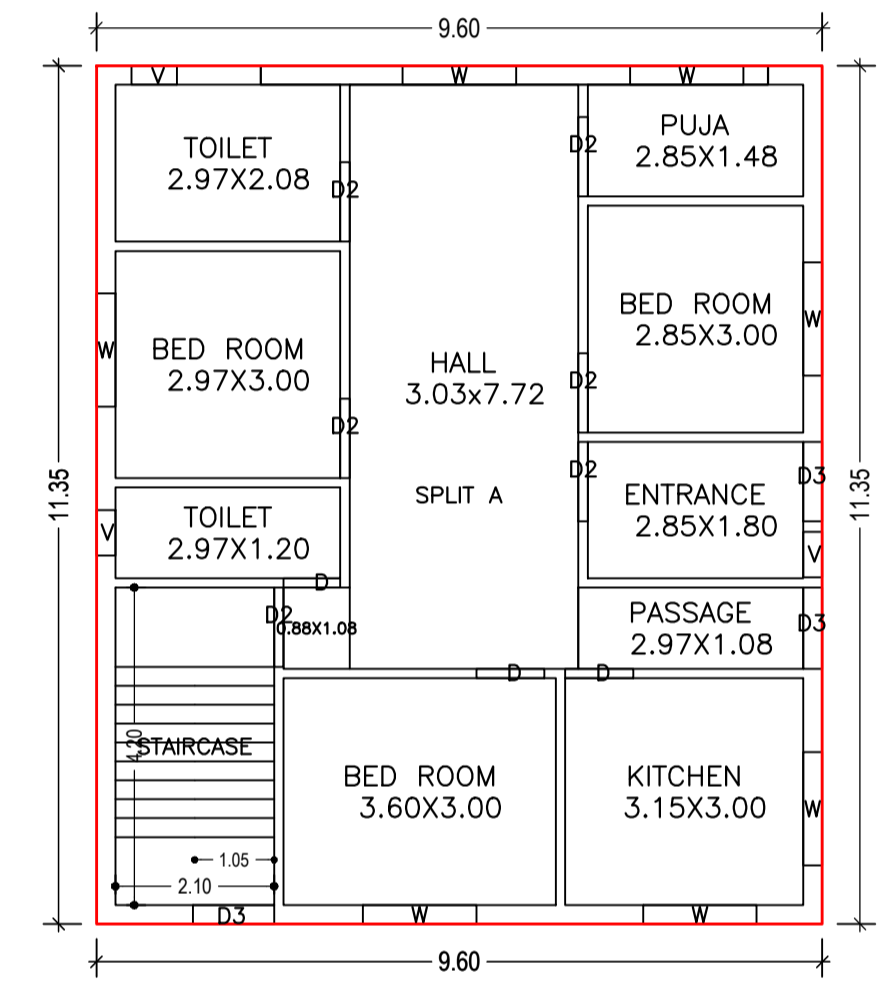 9.60
V
W
W
TOILET
2.97X2.08
D2
D2
PUJA
2.85X1.48
W
BED ROOM
2.97X3.00
D2
HALL
3.03x7.72
D2
BED ROOM
2.85X3.00
W
11.35
11.35
SPLIT A
D2
ENTRANCE
2.85X1.80
D3
V
V
TOILET
2.97X1.20
D
D2
0.88X1.08
PASSAGE
2.97X1.08
D3
D
D
4.20
STAIRCASE
BED ROOM
3.60X3.00
KITCHEN
3.15X3.00
W
1.05
2.10
D3
W
W
9.60